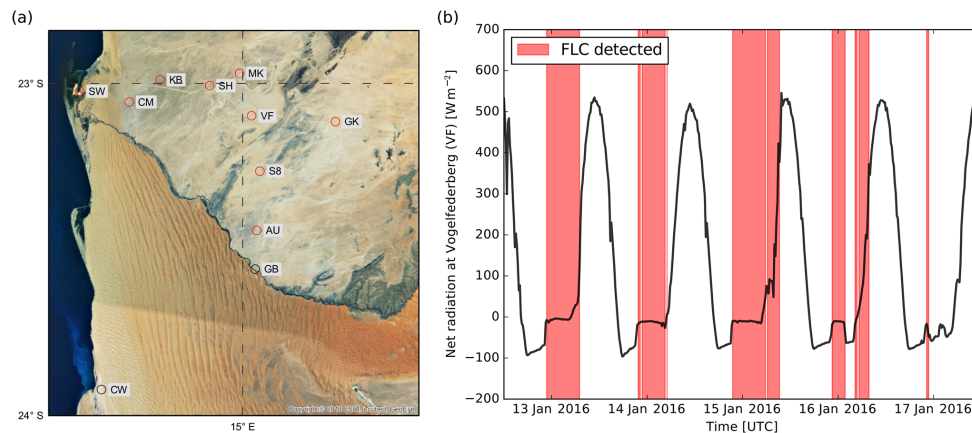 (a)
MK
KB
SH
23° S
SW
CM
VF
GK
S8
AU
GB
CW
24° S
15° E
(b)
Net radiation at Vogelfederberg (VF) [W m⁻²]
700
600
500
400
300
200
100
0
−100
−200
FLC detected
13 Jan 2016
14 Jan 2016
15 Jan 2016
16 Jan 2016
17 Jan 2016
Time [UTC]